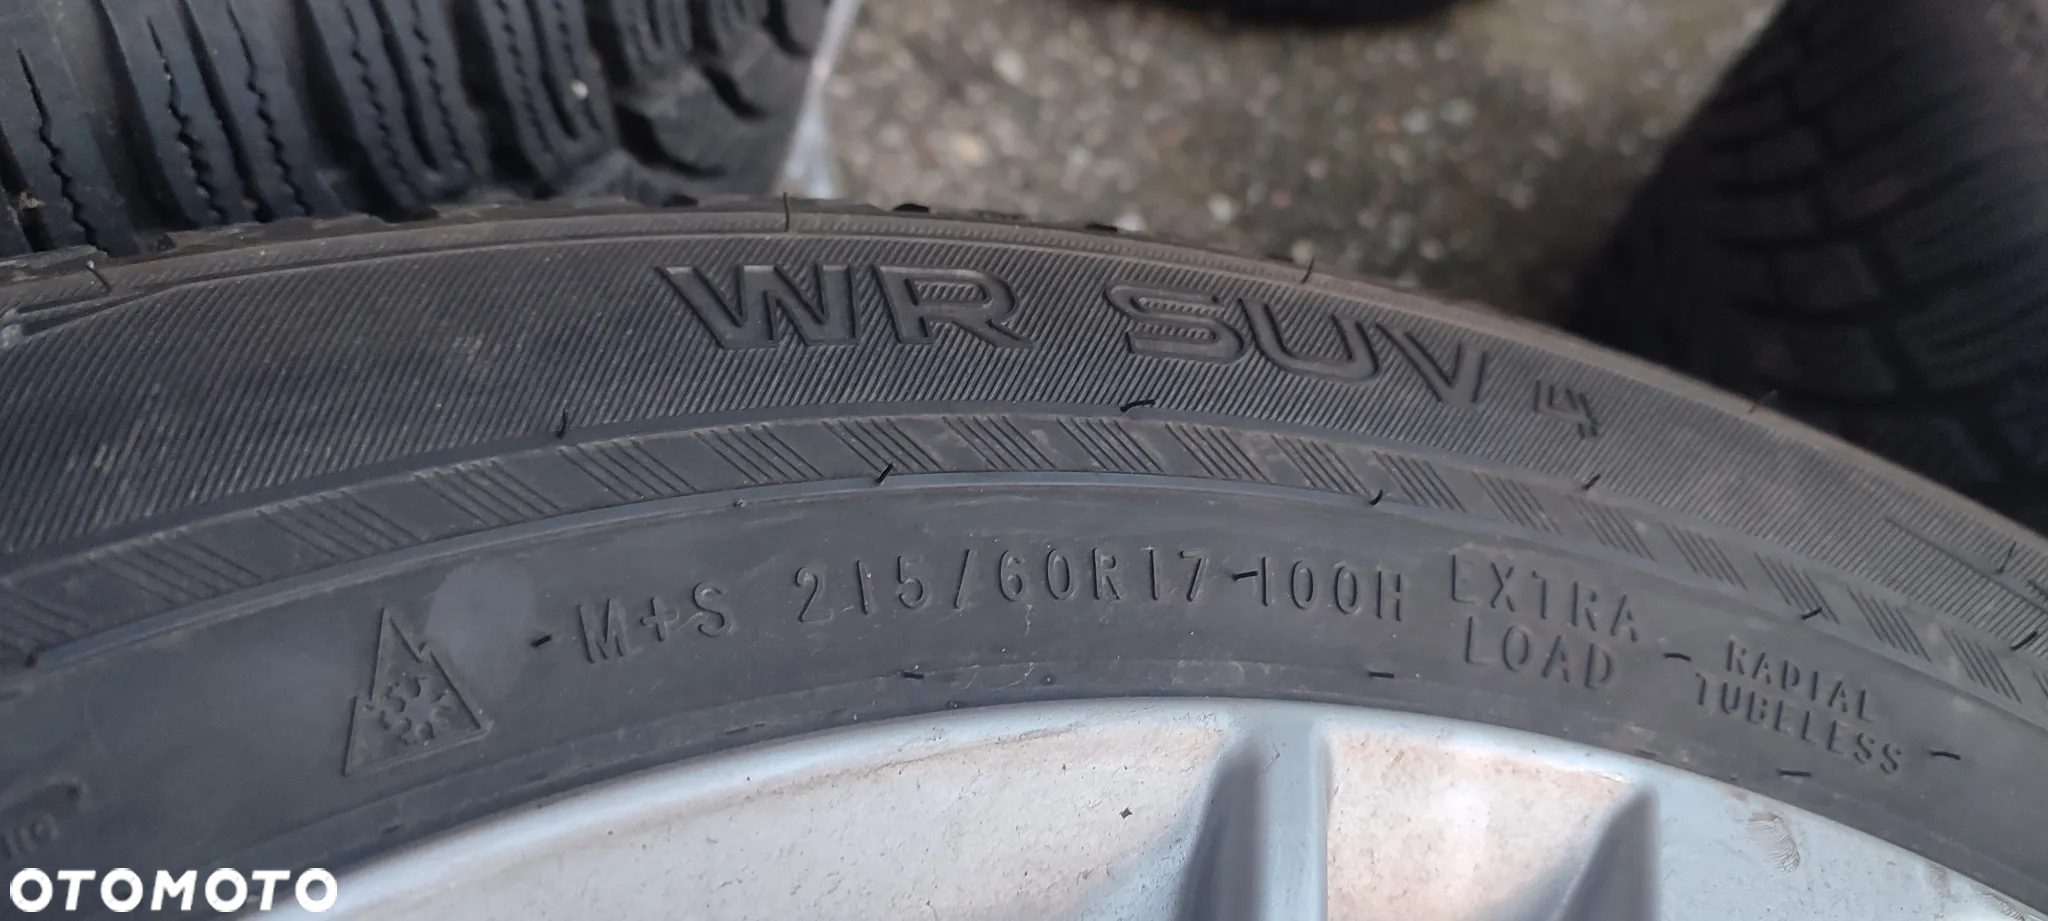 WR SUV 4
M+S 215/60R17-100H EXTRA LOAD - RADIAL TUBELESS
OTOMOTO